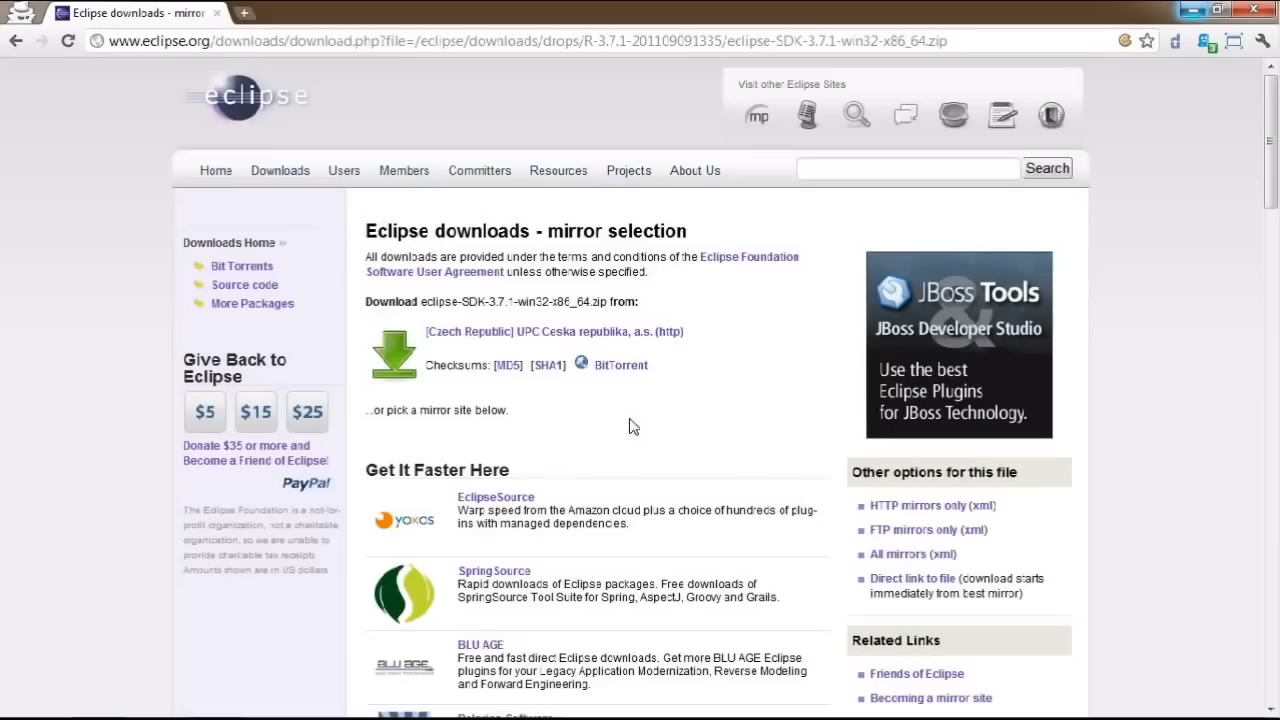 Eclipse downloads - mirror
www.eclipse.org/downloads/download.php?file=/eclipse/downloads/drops/R-3.7.1-201109091335/eclipse-SDK-3.7.1-win32-x86_64.zip
eclipse
Visit other Eclipse Sites
mp
Home
Downloads
Users
Members
Committers
Resources
Projects
About Us
Search
Downloads Home »
Bit Torrents
Source code
More Packages
Give Back to
Eclipse
$5
$15
$25
Donate $35 or more and
Become a Friend of Eclipse!
PayPal
The Eclipse Foundation is a not-for-
profit organization, not a charitable
organization, so we are unable to
provide charitable tax receipts.
Amounts shown are in US dollars
Eclipse downloads - mirror selection
All downloads are provided under the terms and conditions of the Eclipse Foundation
Software User Agreement unless otherwise specified.
Download eclipse-SDK-3.7.1-win32-x86_64.zip from:
[Czech Republic] UPC Ceska republika, a.s. (http)
Checksums: [MD5] [SHA1] BitTorrent
...or pick a mirror site below.
Get It Faster Here
YOXOS
EclipseSource
Warp speed from the Amazon cloud plus a choice of hundreds of plug-
ins with managed dependencies.
SpringSource
Rapid downloads of Eclipse packages. Free downloads of
SpringSource Tool Suite for Spring, AspectJ, Groovy and Grails.
BLU AGE
BLU AGE
Free and fast direct Eclipse downloads. Get more BLU AGE Eclipse
plugins for your Legacy Application Modernization, Reverse Modeling
and Forward Engineering.
JBoss Tools
&
JBoss Developer Studio
Use the best
Eclipse Plugins
for JBoss Technology.
Other options for this file
HTTP mirrors only (xml)
FTP mirrors only (xml)
All mirrors (xml)
Direct link to file (download starts
immediately from best mirror)
Related Links
Friends of Eclipse
Becoming a mirror site